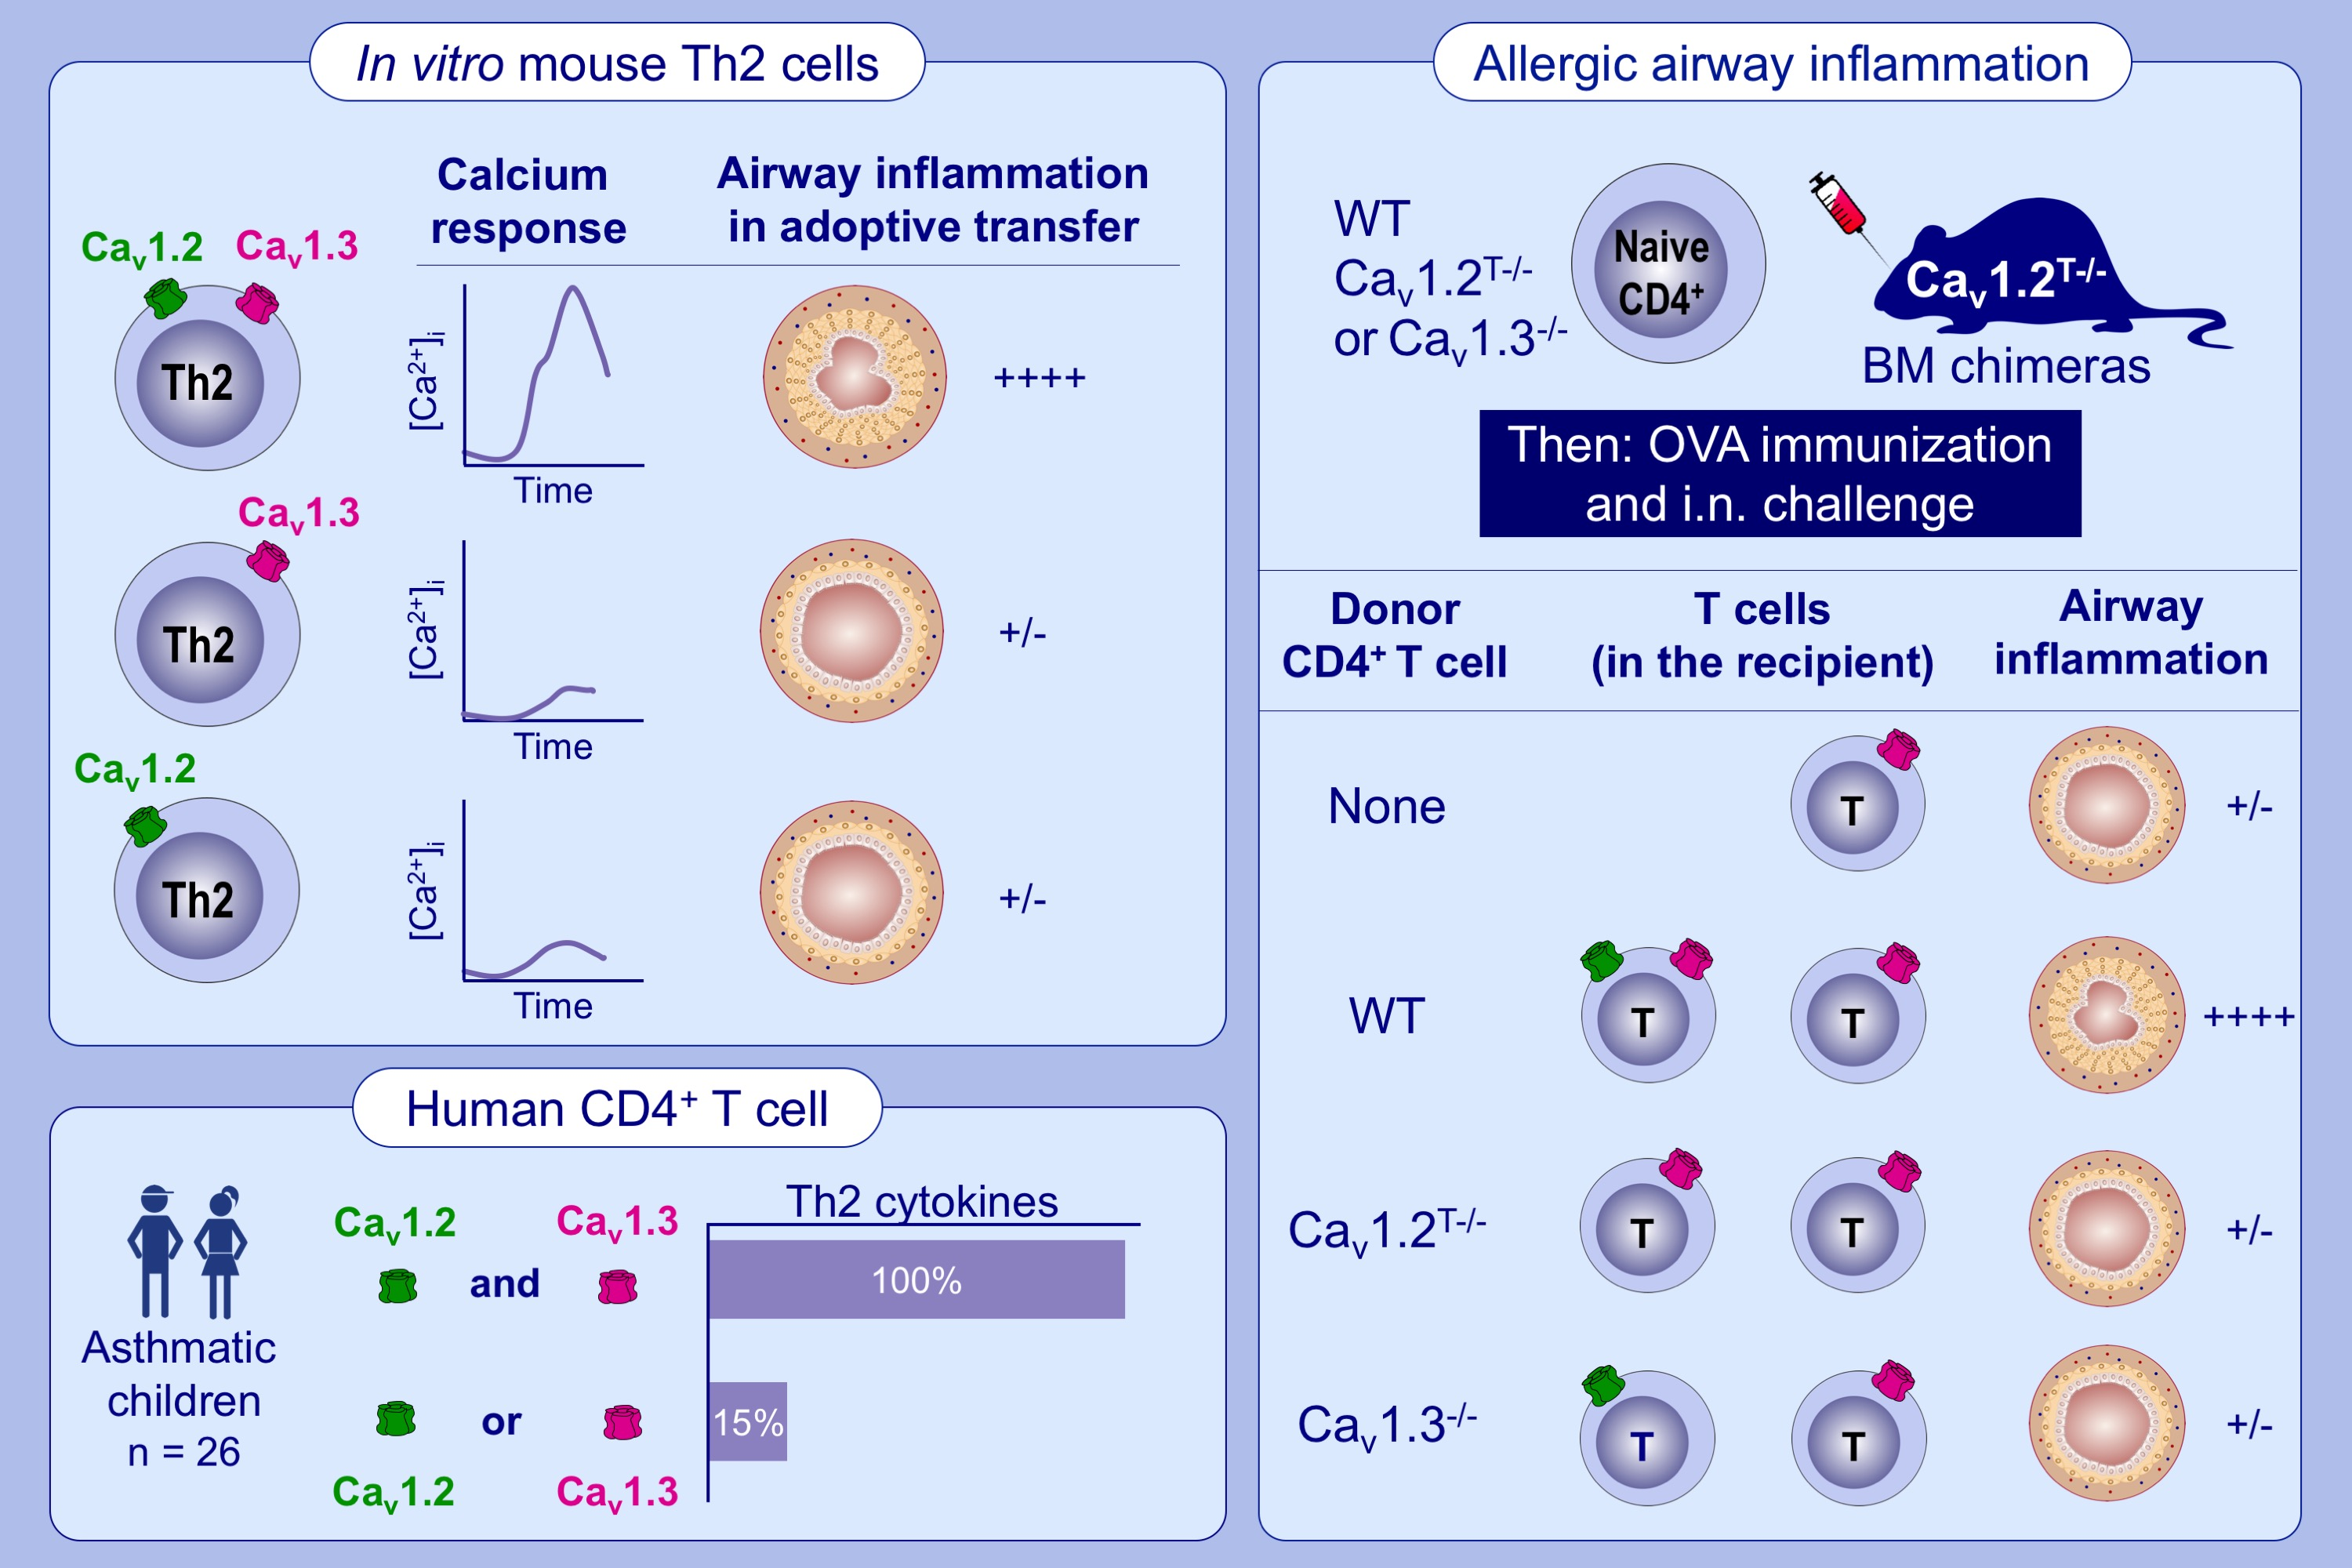 In vitro mouse Th2 cells
Calcium
response
Airway inflammation
in adoptive transfer
Cav1.2 Cav1.3
Th2
[Ca2+]i
Time
++++
Cav1.3
Th2
[Ca2+]i
Time
+/-
Cav1.2
Th2
[Ca2+]i
Time
+/-
Human CD4+ T cell
Asthmatic
children
n = 26
Th2 cytokines
Cav1.2 Cav1.3
and
100%
or
15%
Cav1.2 Cav1.3
Allergic airway inflammation
WT
Cav1.2T-/-
or Cav1.3-/-
Naive
CD4+
Cav1.2T-/-
BM chimeras
Then: OVA immunization
and i.n. challenge
Donor
CD4+ T cell
T cells
(in the recipient)
Airway
inflammation
None T +/-
WT T T ++++
Cav1.2T-/- T T +/-
Cav1.3-/- T T +/-